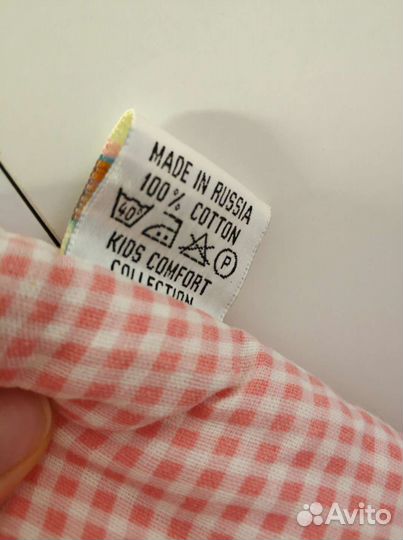 MADE IN RUSSIA
100% COTTON
40° P
KIDS COMFORT
COLLECTION
Avito